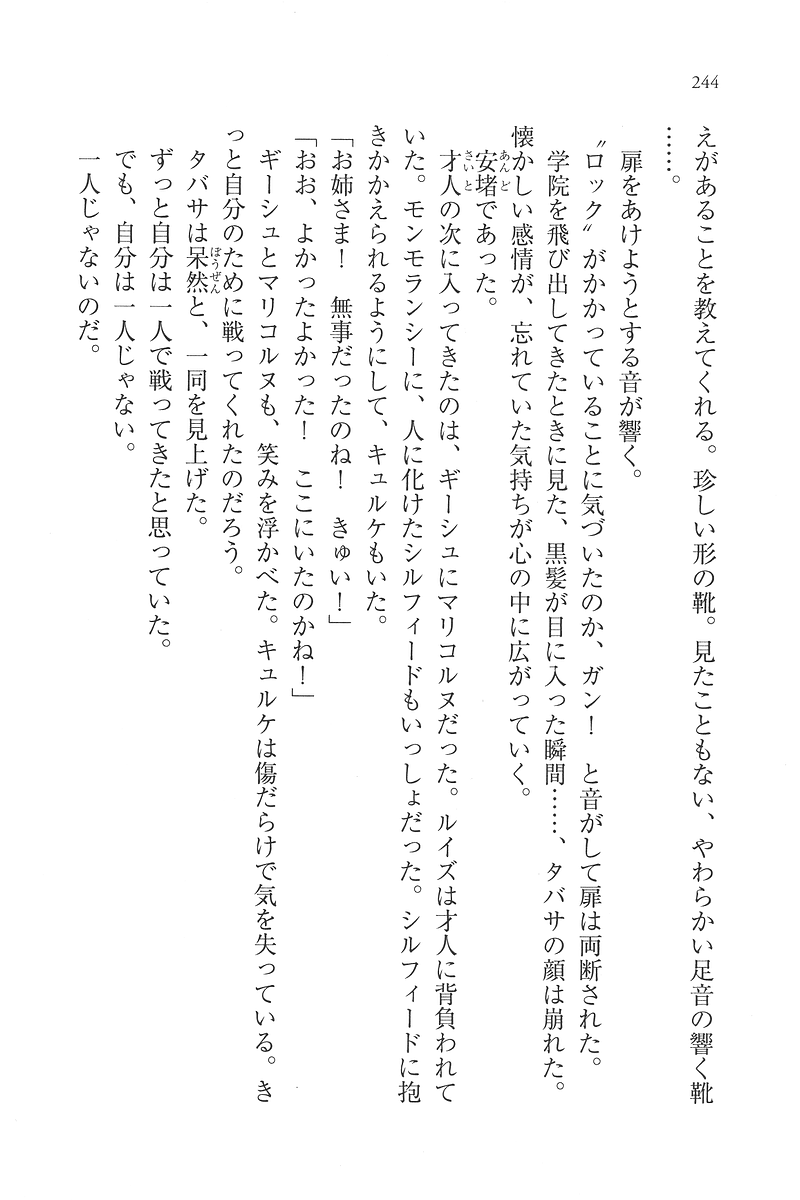 244
えがあることを教えてくれる。珍しい形の靴。見たこともない、やわらかい足音の響く靴
……。
扉をあけようとする音が響く。
〝ロック〟がかかっていることに気づいたのか、ガン！　と音がして扉は両断された。
学院を飛び出してきたときに見た、黒髪が目に入った瞬間……、タバサの顔は崩れた。
懐かしい感情が、忘れていた気持ちが心の中に広がっていく。
安堵であった。
才人の次に入ってきたのは、ギーシュにマリコルヌだった。ルイズは才人に背負われて
いた。モンモランシーに、人に化けたシルフィードもいっしょだった。シルフィードに抱
きかかえられるようにして、キュルケもいた。
「お姉さま！　無事だったのね！　きゅい！」
「おお、よかったよかった！　ここにいたのかね！」
ギーシュとマリコルヌも、笑みを浮かべた。キュルケは傷だらけで気を失っている。き
っと自分のために戦ってくれたのだろう。
タバサは呆然と、一同を見上げた。
ずっと自分は一人で戦ってきたと思っていた。
でも、自分は一人じゃない。
一人じゃないのだ。